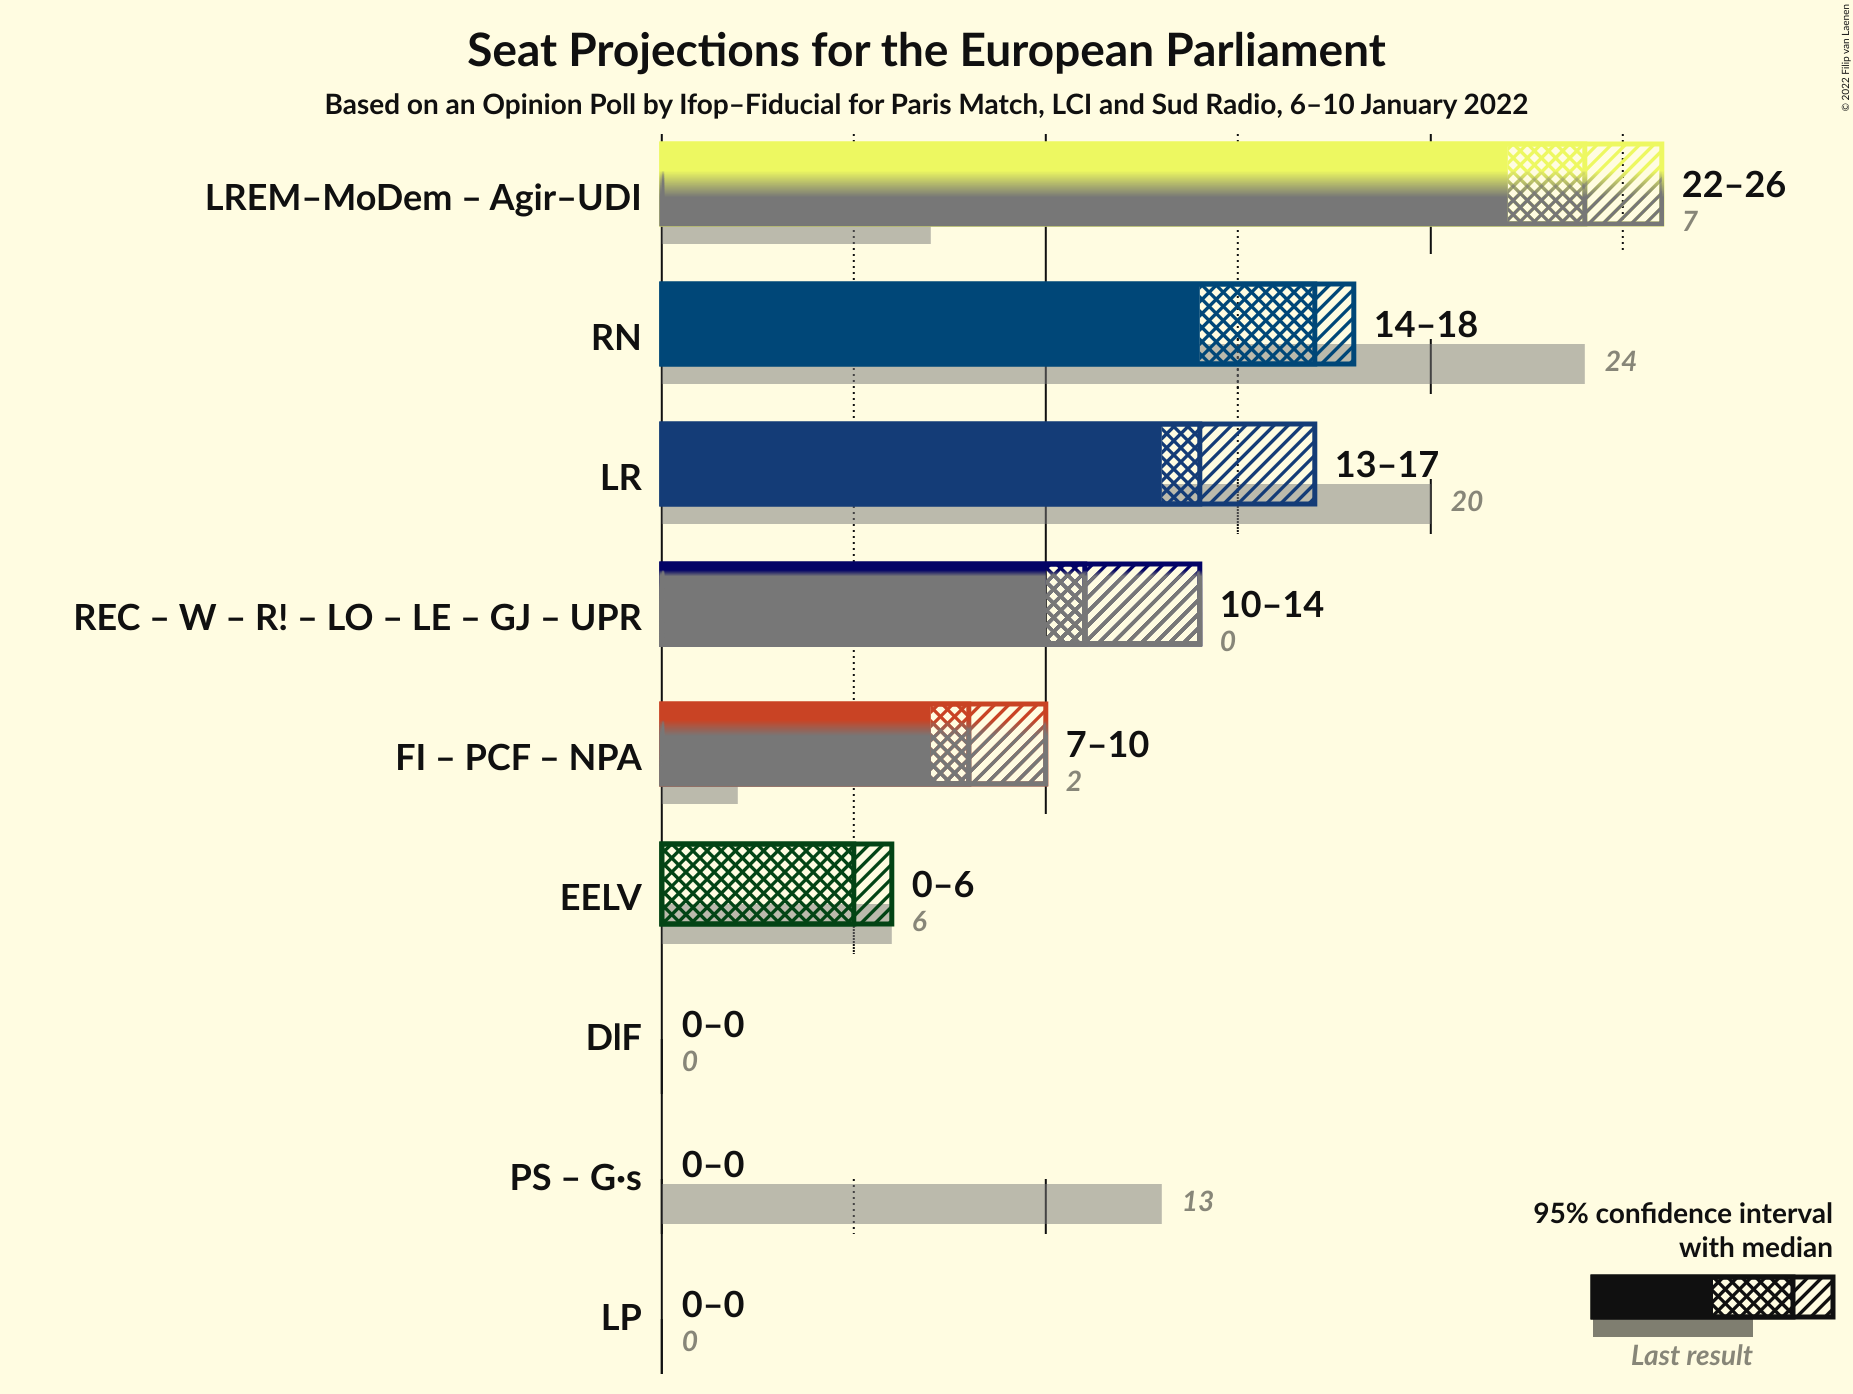 Seat Projections for the European Parliament
Based on an Opinion Poll by Ifop–Fiducial for Paris Match, LCI and Sud Radio, 6–10 January 2022
© 2022 Filip van Laenen
LREM–MoDem – Agir–UDI
22–26
7
RN
14–18
24
LR
13–17
20
REC – W – R! – LO – LE – GJ – UPR
10–14
0
FI – PCF – NPA
7–10
2
EELV
0–6
6
DlF
0–0
0
PS – G·s
0–0
13
LP
0–0
0
95% confidence interval
with median
Last result